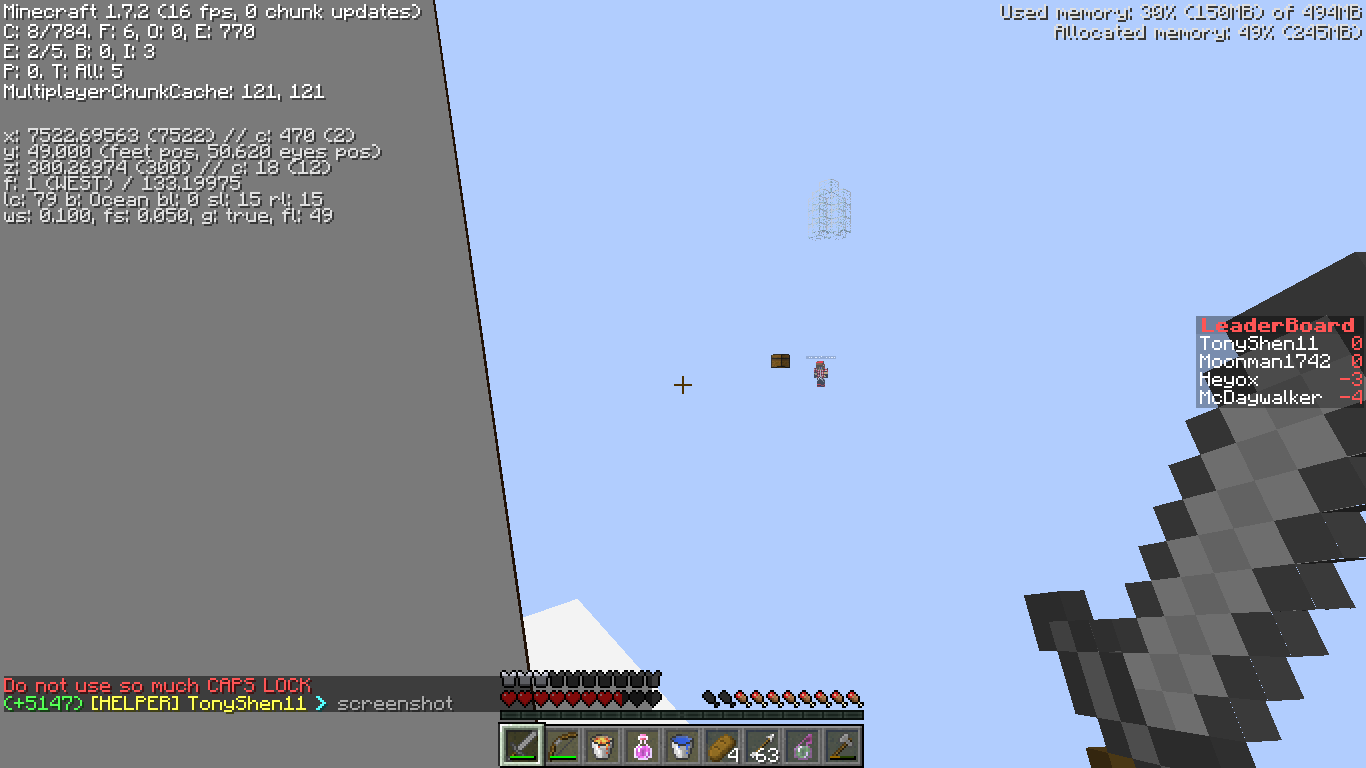 Minecraft 1.7.2 (16 fps, 0 chunk updates)
C: 8/784. F: 6, O: 0, E: 770
E: 2/5. B: 0, I: 3
P: 0. T: All: 5
MultiplayerChunkCache: 121, 121
x: 7522.69563 (7522) // c: 470 (2)
y: 49.000 (feet pos, 50.620 eyes pos)
z: 300.26974 (300) // c: 18 (12)
f: 1 (WEST) / 133.19975
lc: 79 b: Ocean bl: 0 sl: 15 rl: 15
ws: 0.100, fs: 0.050, g: true, fl: 49
Used memory: 30% (150MB) of 494MB
Allocated memory: 49% (245MB)
LeaderBoard
TonyShen11 0
Moonman1742 0
Heyox -3
McDaywalker -4
Do not use so much CAPS LOCK
(+5147) [HELPER] TonyShen11 > screenshot
4
-63